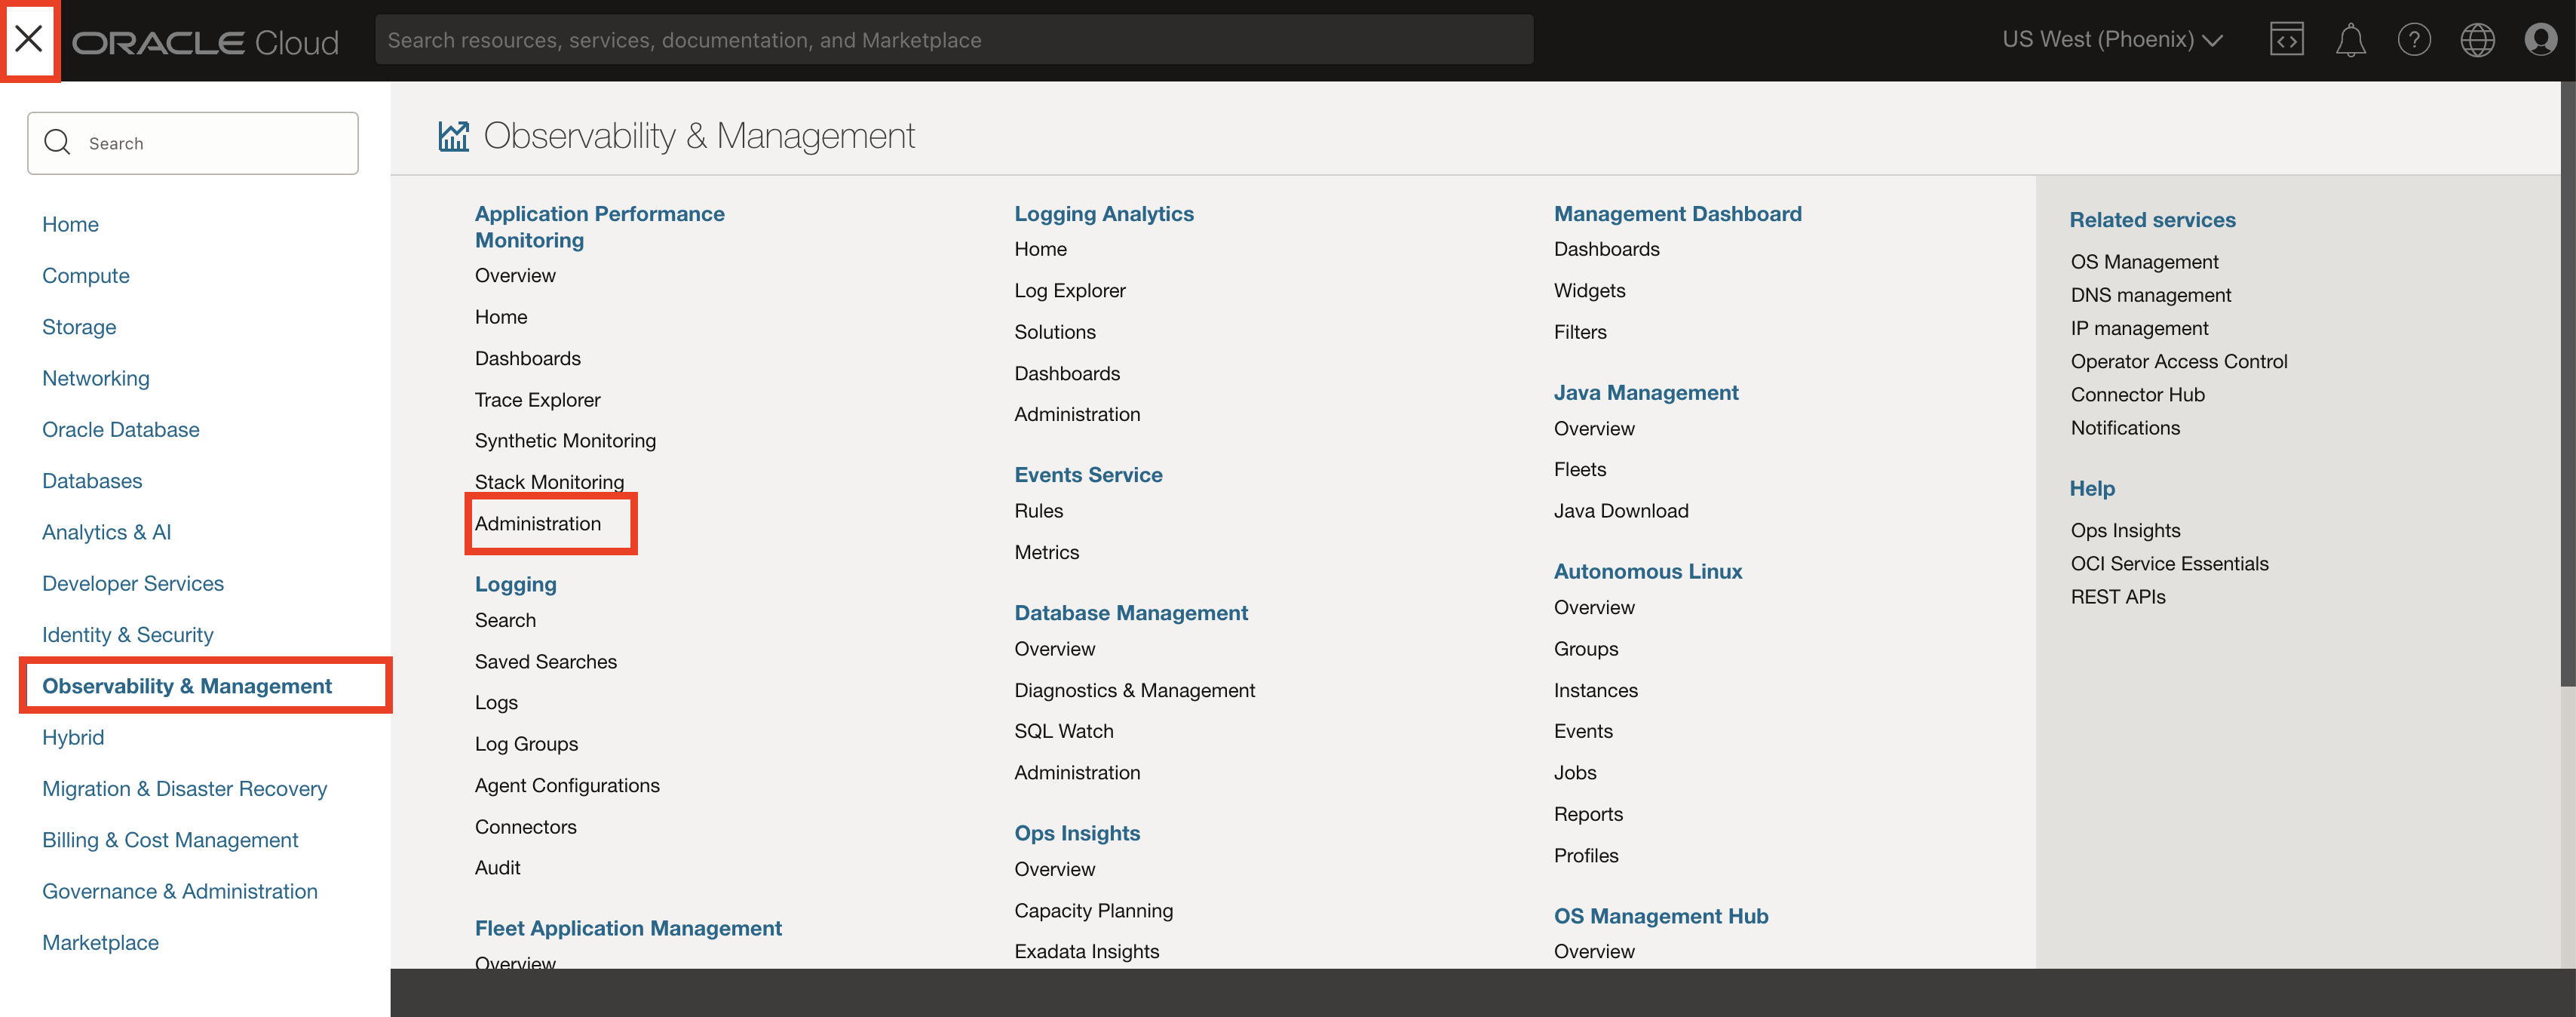 ORACLE Cloud
Search resources, services, documentation, and Marketplace
US West (Phoenix)
Search
Home
Compute
Storage
Networking
Oracle Database
Databases
Analytics & AI
Developer Services
Identity & Security
Observability & Management
Hybrid
Migration & Disaster Recovery
Billing & Cost Management
Governance & Administration
Marketplace
Observability & Management
Application Performance
Monitoring
Overview
Home
Dashboards
Trace Explorer
Synthetic Monitoring
Stack Monitoring
Administration
Logging
Search
Saved Searches
Logs
Log Groups
Agent Configurations
Connectors
Audit
Fleet Application Management
Overview
Logging Analytics
Home
Log Explorer
Solutions
Dashboards
Administration
Events Service
Rules
Metrics
Database Management
Overview
Diagnostics & Management
SQL Watch
Administration
Ops Insights
Overview
Capacity Planning
Exadata Insights
Management Dashboard
Dashboards
Widgets
Filters
Java Management
Overview
Fleets
Java Download
Autonomous Linux
Overview
Groups
Instances
Events
Jobs
Reports
Profiles
OS Management Hub
Overview
Related services
OS Management
DNS management
IP management
Operator Access Control
Connector Hub
Notifications
Help
Ops Insights
OCI Service Essentials
REST APIs